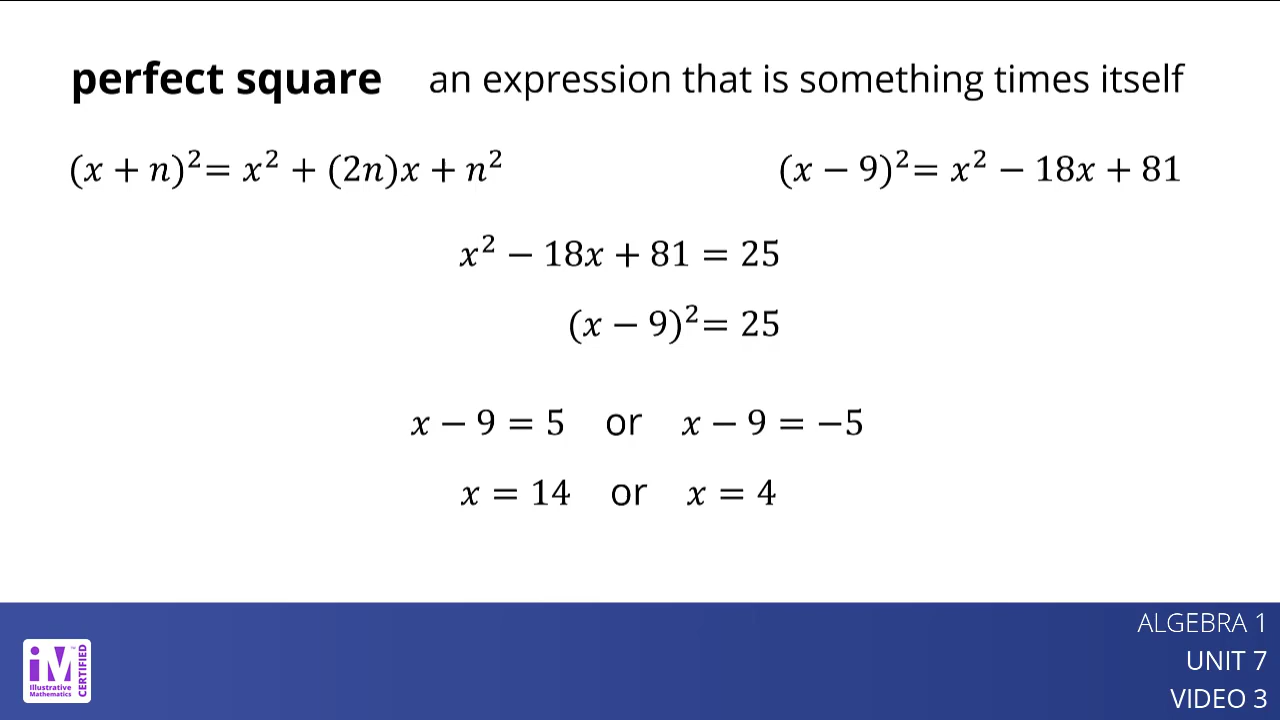 perfect square an expression that is something times itself
(x + n)²= x² + (2n)x + n² (x − 9)²= x² − 18x + 81
x² − 18x + 81 = 25
(x − 9)²= 25
x − 9 = 5 or x − 9 = −5
x = 14 or x = 4
ALGEBRA 1
UNIT 7
VIDEO 3
iM™
Illustrative
Mathematics
CERTIFIED